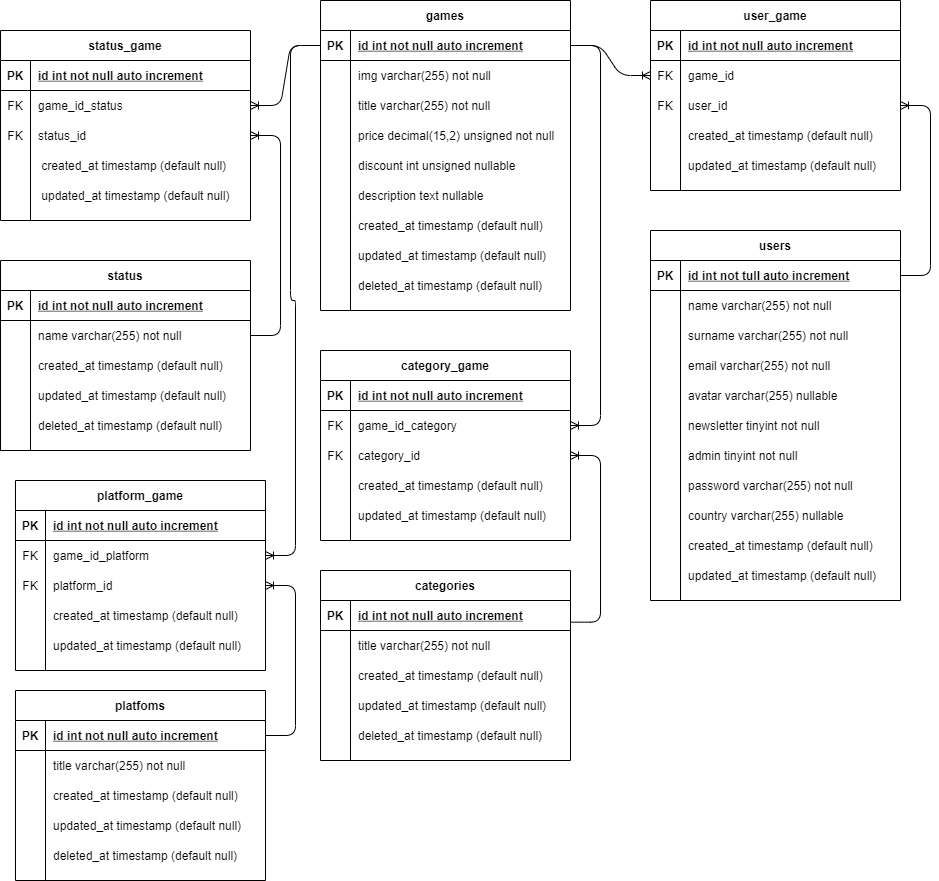 status_game
PK id int not null auto increment
FK game_id_status
FK status_id
created_at timestamp (default null)
updated_at timestamp (default null)
status
PK id int not null auto increment
name varchar(255) not null
created_at timestamp (default null)
updated_at timestamp (default null)
deleted_at timestamp (default null)
platform_game
PK id int not null auto increment
FK game_id_platform
FK platform_id
created_at timestamp (default null)
updated_at timestamp (default null)
platfoms
PK id int not null auto increment
title varchar(255) not null
created_at timestamp (default null)
updated_at timestamp (default null)
deleted_at timestamp (default null)
games
PK id int not null auto increment
img varchar(255) not null
title varchar(255) not null
price decimal(15,2) unsigned not null
discount int unsigned nullable
description text nullable
created_at timestamp (default null)
updated_at timestamp (default null)
deleted_at timestamp (default null)
category_game
PK id int not null auto increment
FK game_id_category
FK category_id
created_at timestamp (default null)
updated_at timestamp (default null)
categories
PK id int not null auto increment
title varchar(255) not null
created_at timestamp (default null)
updated_at timestamp (default null)
deleted_at timestamp (default null)
user_game
PK id int not null auto increment
FK game_id
FK user_id
created_at timestamp (default null)
updated_at timestamp (default null)
users
PK id int not tull auto increment
name varchar(255) not null
surname varchar(255) not null
email varchar(255) not null
avatar varchar(255) nullable
newsletter tinyint not null
admin tinyint not null
password varchar(255) not null
country varchar(255) nullable
created_at timestamp (default null)
updated_at timestamp (default null)